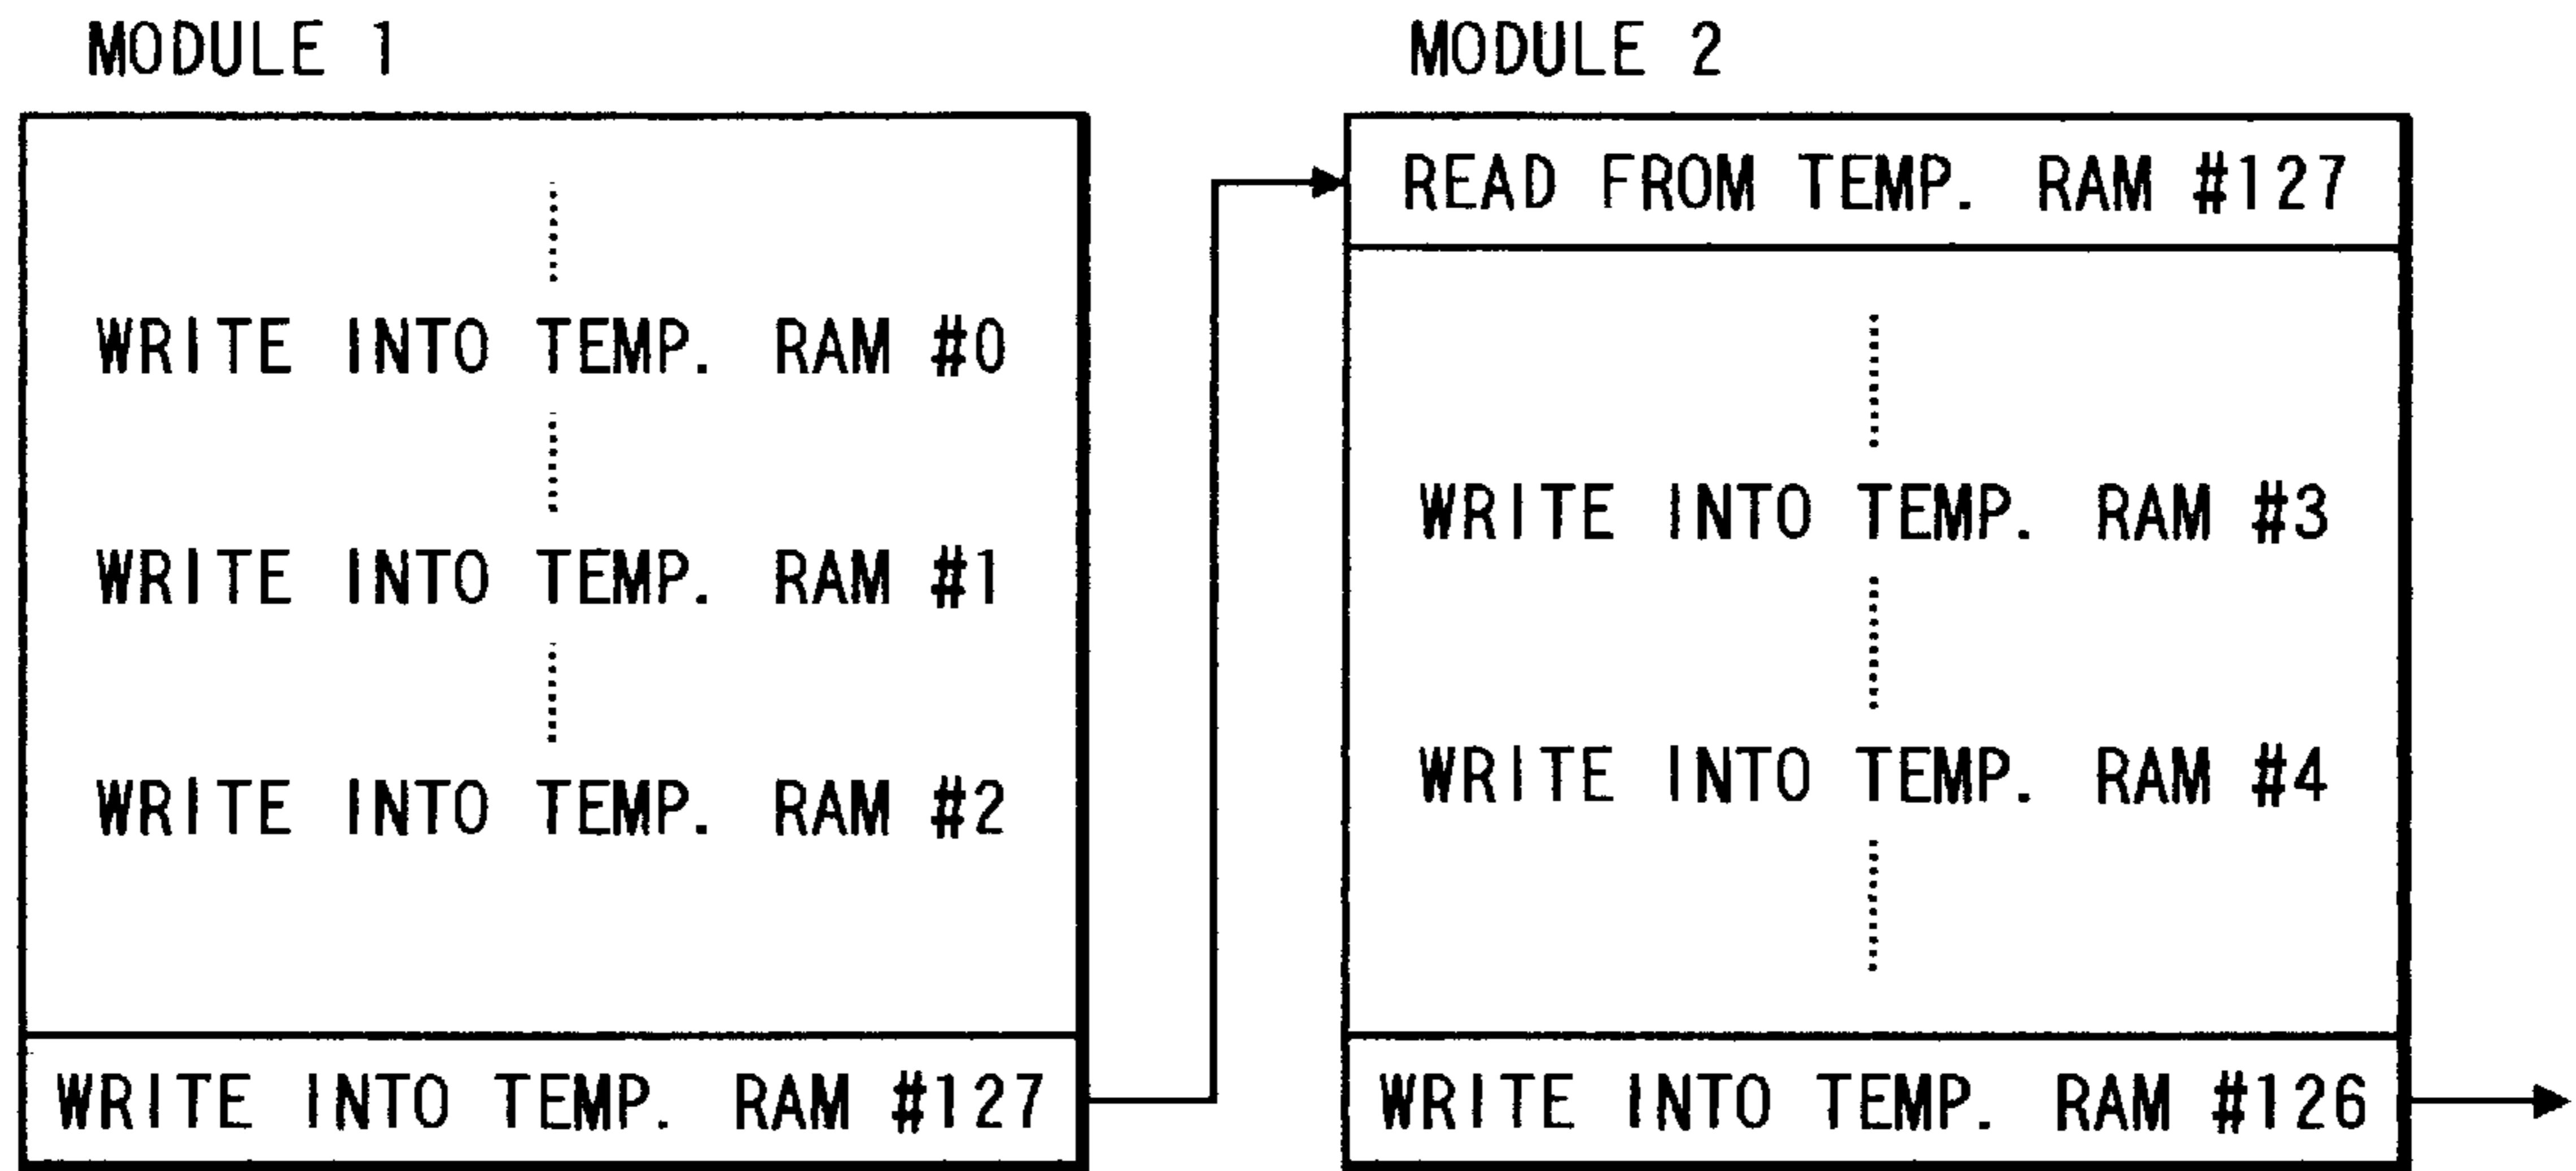 MODULE 1
WRITE INTO TEMP. RAM #0
WRITE INTO TEMP. RAM #1
WRITE INTO TEMP. RAM #2
WRITE INTO TEMP. RAM #127
MODULE 2
READ FROM TEMP. RAM #127
WRITE INTO TEMP. RAM #3
WRITE INTO TEMP. RAM #4
WRITE INTO TEMP. RAM #126